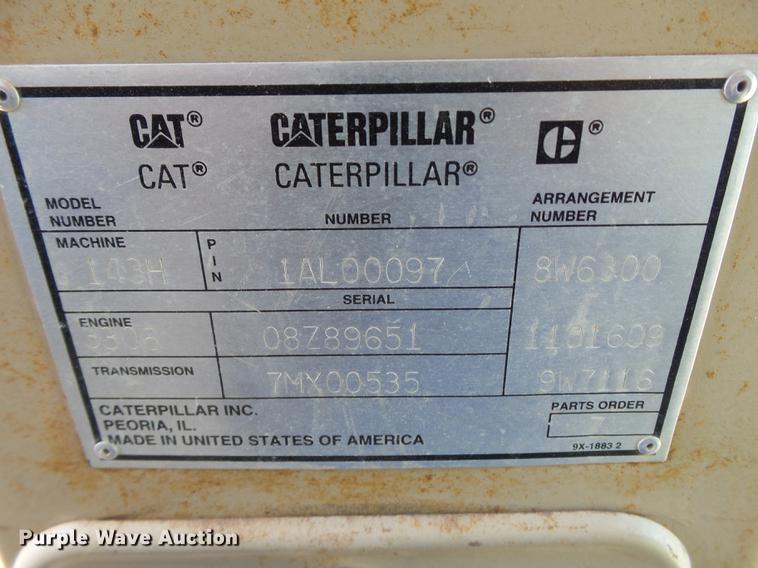 CAT® CATERPILLAR® ®
CAT® CATERPILLAR®
MODEL NUMBER NUMBER ARRANGEMENT NUMBER
MACHINE 143H PIN 1AL00097 8W6300
SERIAL
ENGINE 3306 08Z89651 1101609
TRANSMISSION 7MX00535 9W7116
CATERPILLAR INC. PARTS ORDER
PEORIA, IL. 7
MADE IN UNITED STATES OF AMERICA 9X-1883 2
Purple Wave Auction